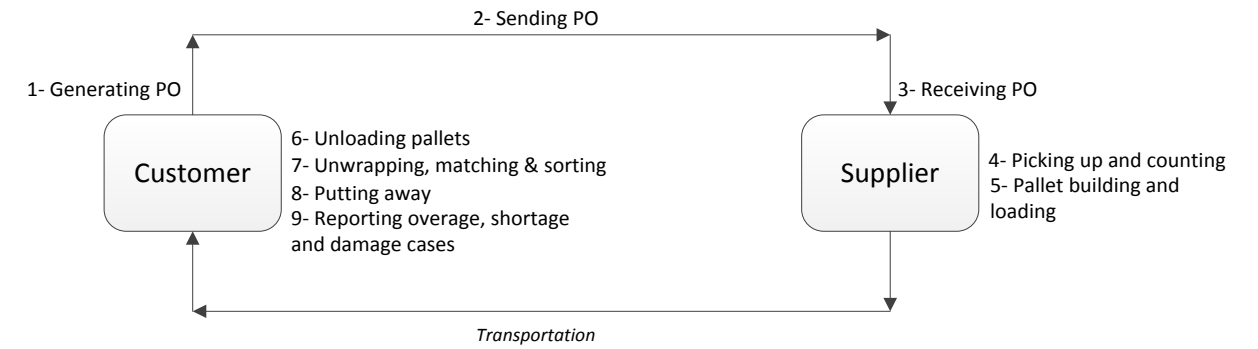 2- Sending PO
1- Generating PO
3- Receiving PO
Customer
6- Unloading pallets
7- Unwrapping, matching & sorting
8- Putting away
9- Reporting overage, shortage
and damage cases
Supplier
4- Picking up and counting
5- Pallet building and
loading
Transportation